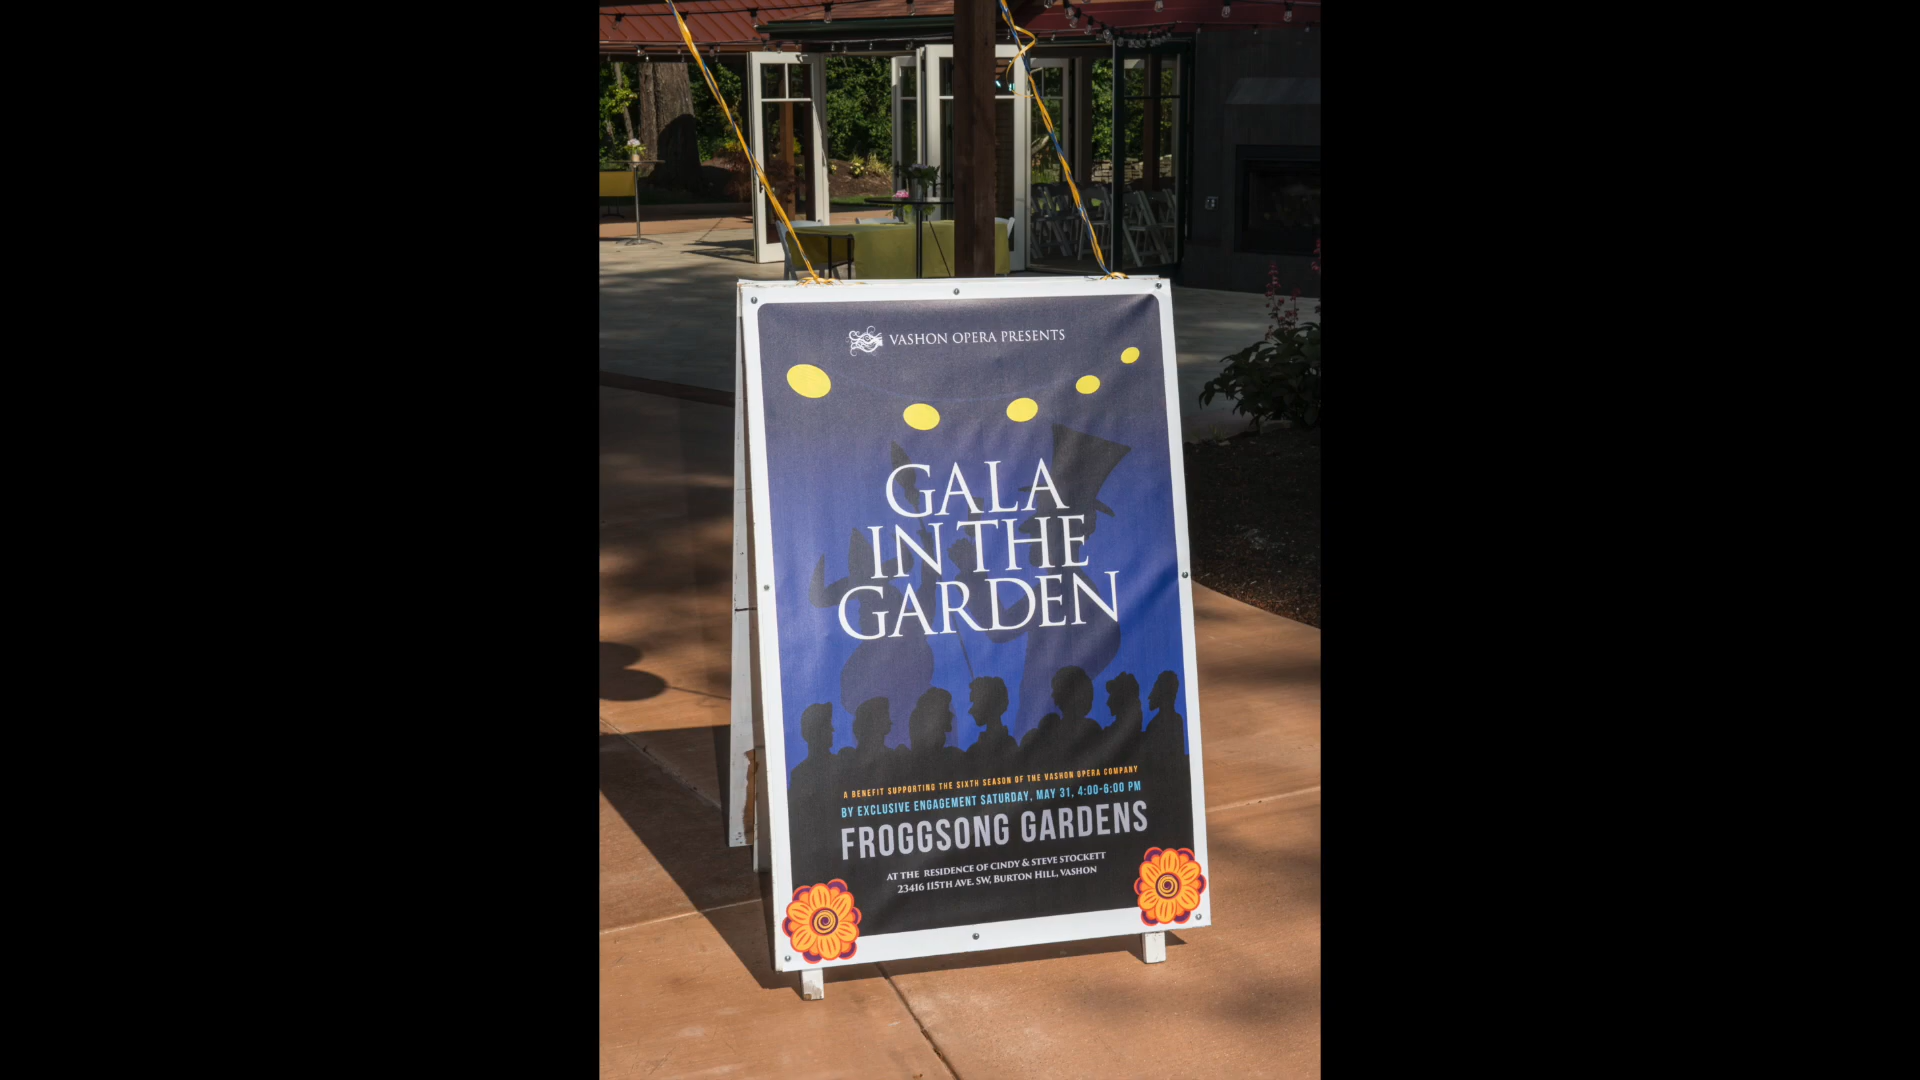 VASHON OPERA PRESENTS
GALA
IN THE
GARDEN
A BENEFIT SUPPORTING THE SIXTH SEASON OF THE VASHON OPERA COMPANY
BY EXCLUSIVE ENGAGEMENT SATURDAY, MAY 31, 4:00-6:00 PM
FROGGSONG GARDENS
AT THE RESIDENCE OF CINDY & STEVE STOCKETT
23416 115TH AVE. SW, BURTON HILL, VASHON